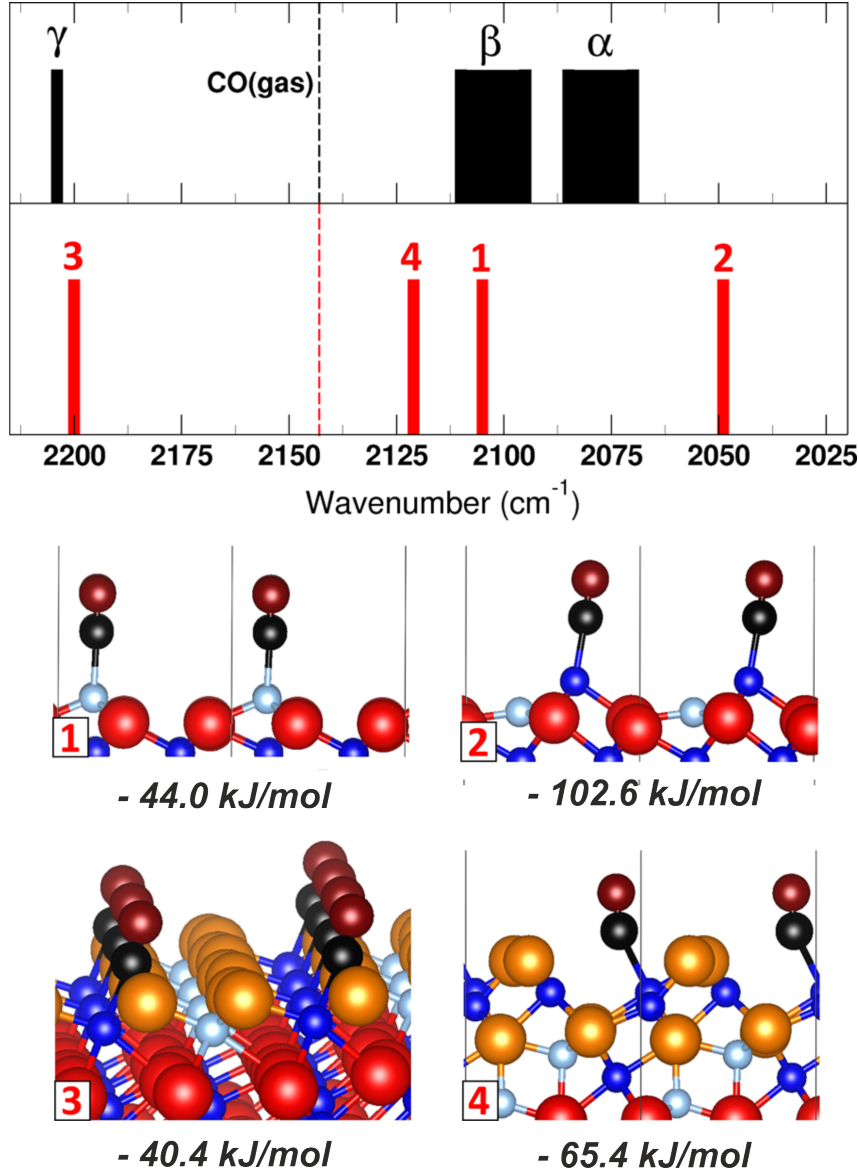 γ β α
CO(gas)
3 4 1 2
2200 2175 2150 2125 2100 2075 2050 2025
Wavenumber (cm-1)
1 2
- 44.0 kJ/mol - 102.6 kJ/mol
3 4
- 40.4 kJ/mol - 65.4 kJ/mol